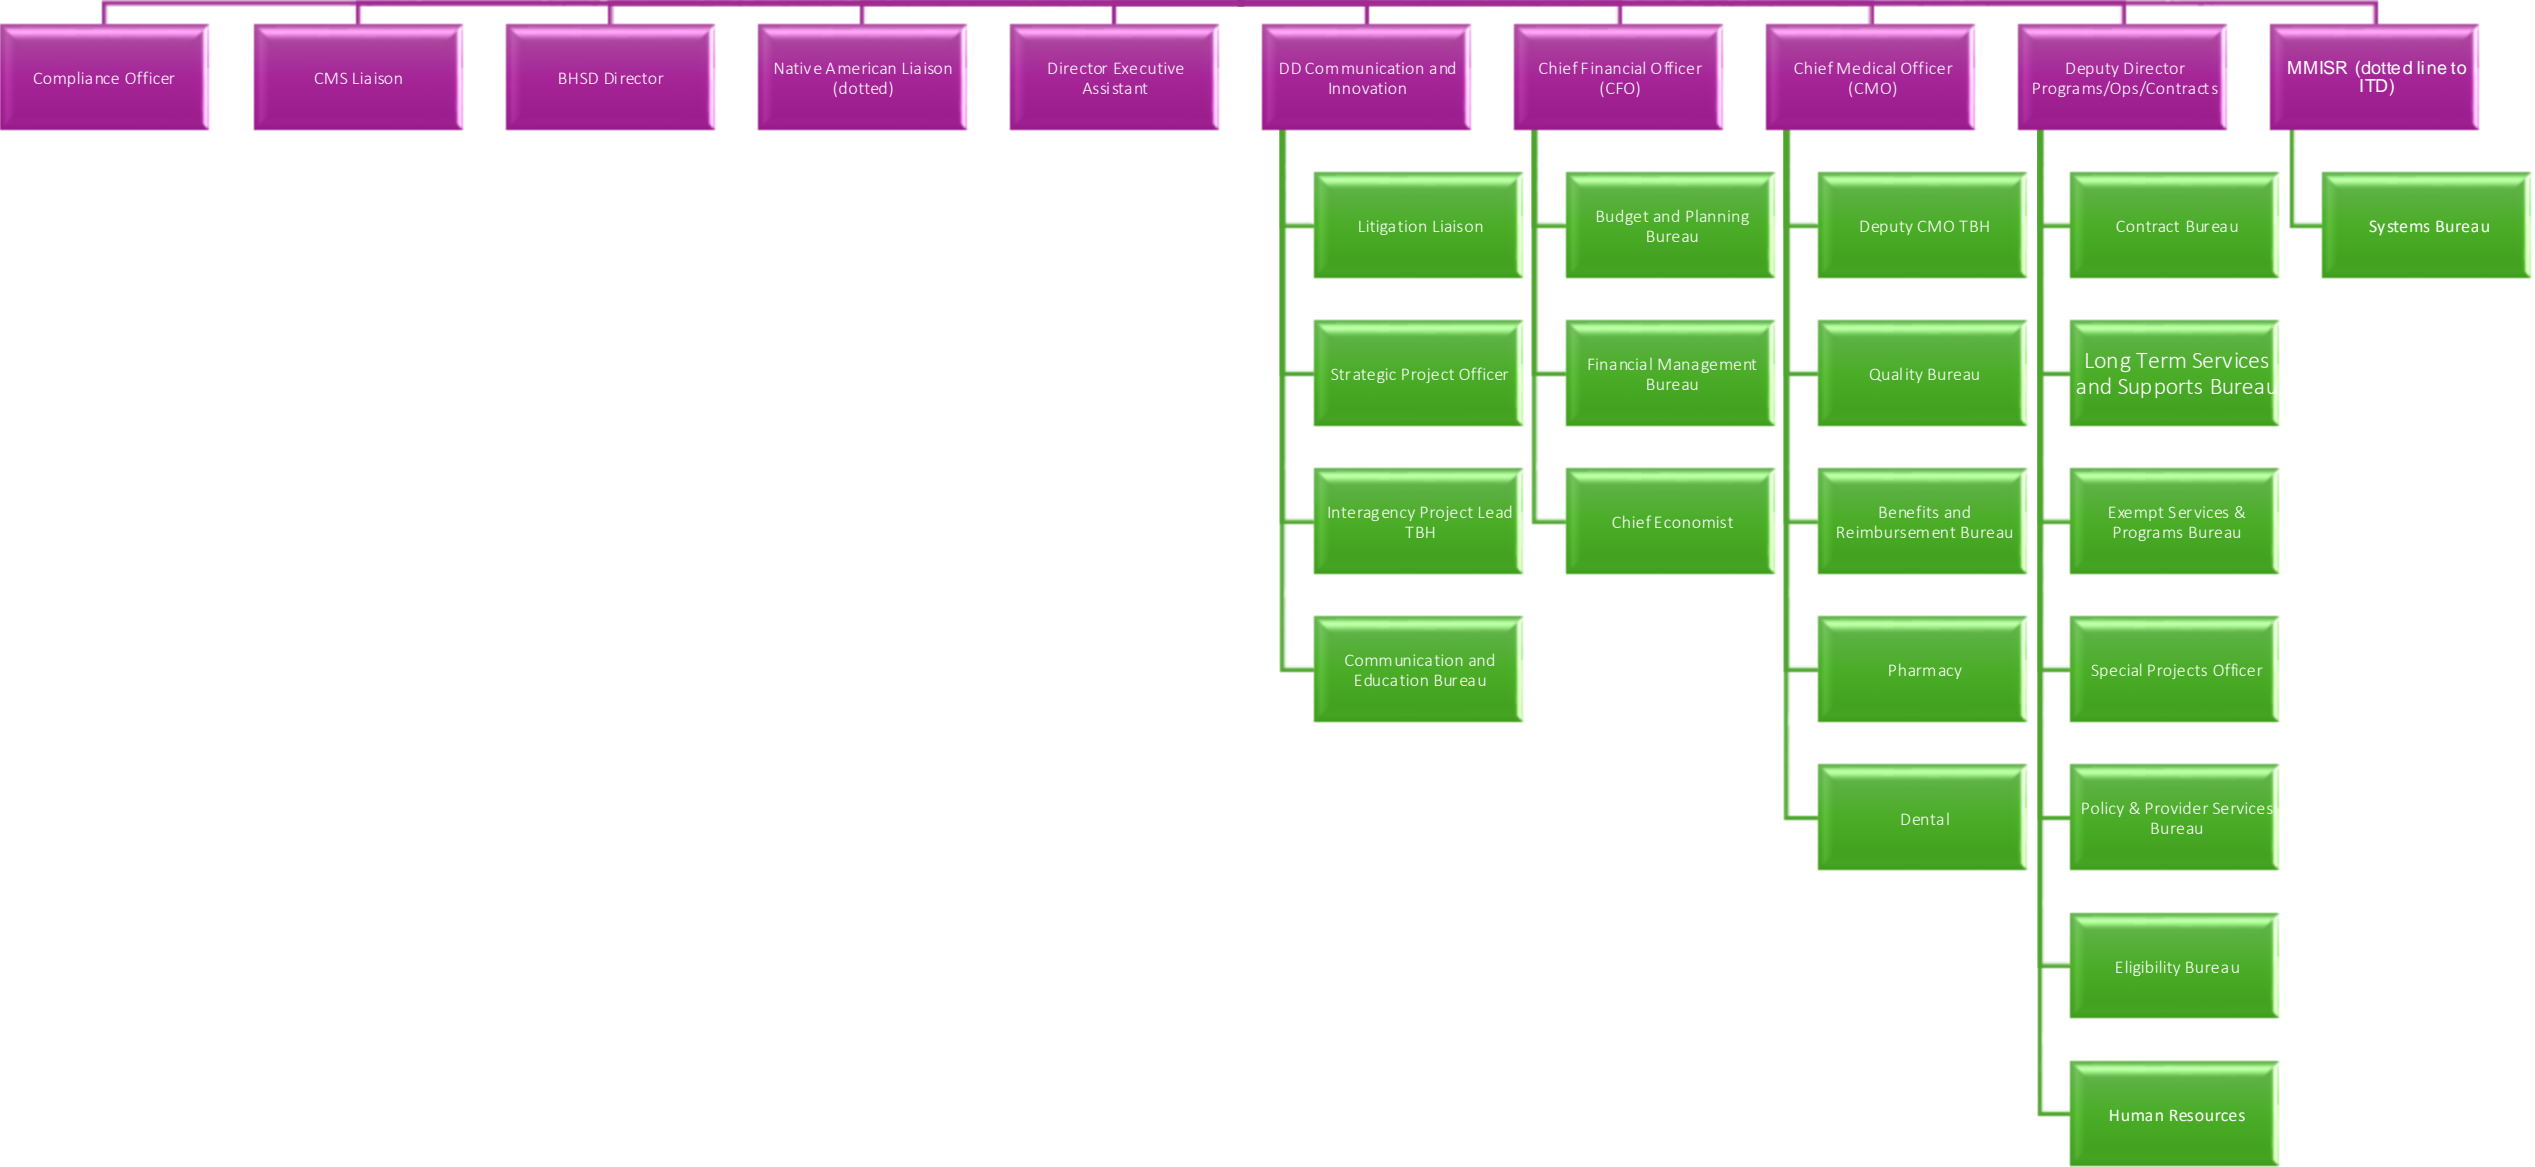 Compliance Officer
CMS Liaison
BHSD Director
Native American Liaison
(dotted)
Director Executive
Assistant
DD Communication and
Innovation
Chief Financial Officer
(CFO)
Chief Medical Officer
(CMO)
Deputy Director
Programs/Ops/Contracts
MMISR (dotted line to
ITD)
Litigation Liaison
Strategic Project Officer
Interagency Project Lead
TBH
Communication and
Education Bureau
Budget and Planning
Bureau
Financial Management
Bureau
Chief Economist
Deputy CMO TBH
Quality Bureau
Benefits and
Reimbursement Bureau
Pharmacy
Dental
Contract Bureau
Long Term Services
and Supports Bureau
Exempt Services &
Programs Bureau
Special Projects Officer
Policy & Provider Services
Bureau
Eligibility Bureau
Human Resources
Systems Bureau